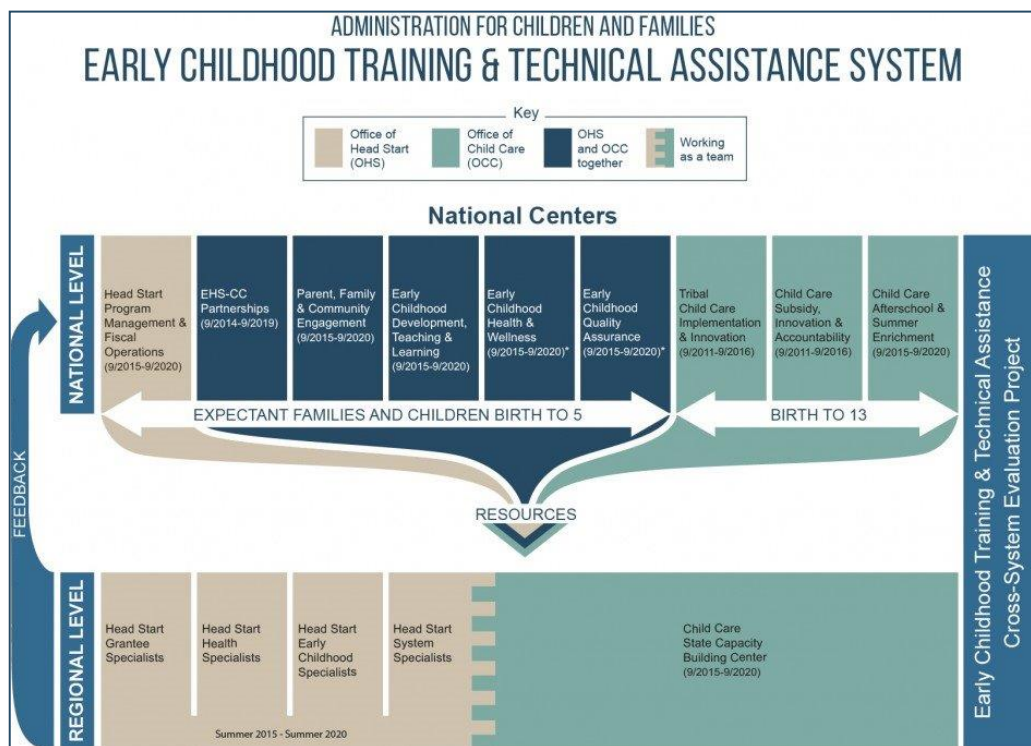 ADMINISTRATION FOR CHILDREN AND FAMILIES
EARLY CHILDHOOD TRAINING & TECHNICAL ASSISTANCE SYSTEM
Key
Office of
Head Start
(OHS)
Office of
Child Care
(OCC)
OHS
and OCC
together
Working
as a team
National Centers
NATIONAL LEVEL
Head Start
Program
Management &
Fiscal
Operations
(9/2015-9/2020)
EHS-CC
Partnerships
(9/2014-9/2019)
Parent, Family
& Community
Engagement
(9/2015-9/2020)
Early
Childhood
Development,
Teaching &
Learning
(9/2015-9/2020)
Early
Childhood
Health &
Wellness
(9/2015-9/2020)*
Early
Childhood
Quality
Assurance
(9/2015-9/2020)*
Tribal
Child Care
Implementation
& Innovation
(9/2011-9/2016)
Child Care
Subsidy,
Innovation &
Accountability
(9/2011-9/2016)
Child Care
Afterschool &
Summer
Enrichment
(9/2015-9/2020)
EXPECTANT FAMILIES AND CHILDREN BIRTH TO 5
BIRTH TO 13
RESOURCES
FEEDBACK
REGIONAL LEVEL
Head Start
Grantee
Specialists
Head Start
Health
Specialists
Head Start
Early
Childhood
Specialists
Head Start
System
Specialists
Summer 2015 - Summer 2020
Child Care
State Capacity
Building Center
(9/2015-9/2020)
Early Childhood Training & Technical Assistance
Cross-System Evaluation Project